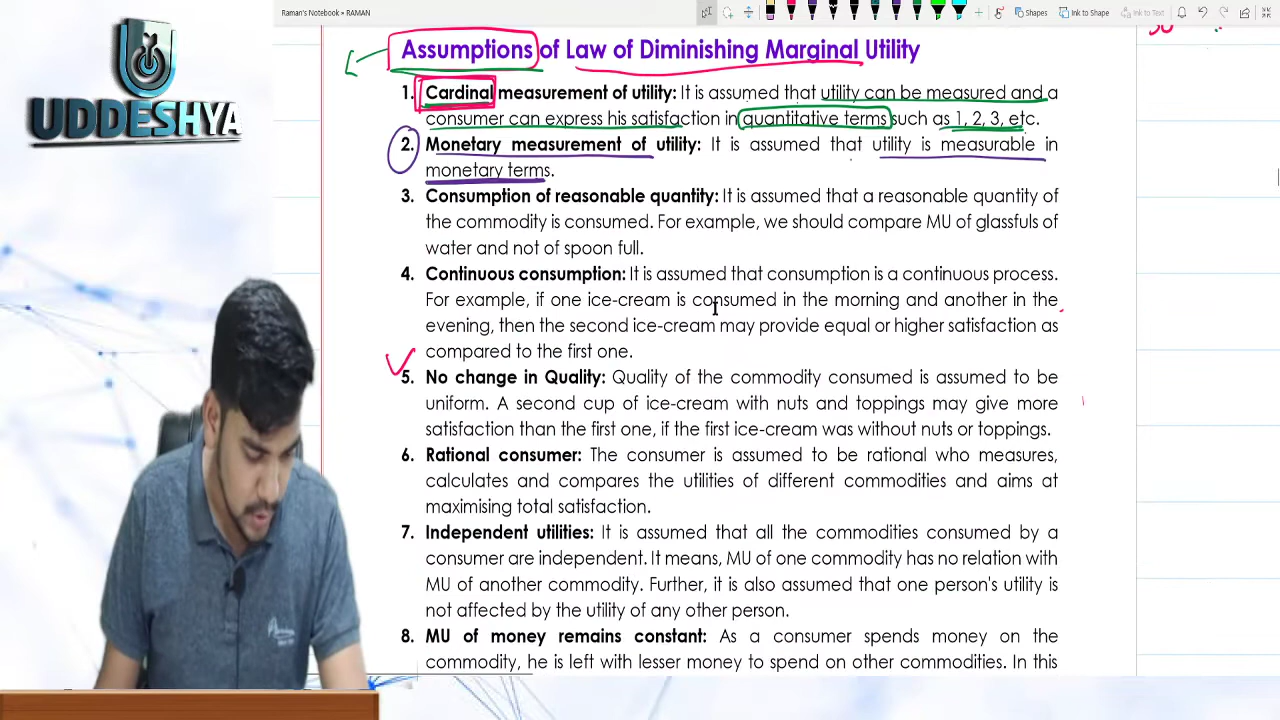 Raman's Notebook » RAMAN
Shapes
Ink to Shape
Ink to Text
UDDESHYA
Assumptions of Law of Diminishing Marginal Utility
1. Cardinal measurement of utility: It is assumed that utility can be measured and a
consumer can express his satisfaction in quantitative terms such as 1, 2, 3, etc.
2. Monetary measurement of utility: It is assumed that utility is measurable in
monetary terms.
3. Consumption of reasonable quantity: It is assumed that a reasonable quantity of
the commodity is consumed. For example, we should compare MU of glassfuls of
water and not of spoon full.
4. Continuous consumption: It is assumed that consumption is a continuous process.
For example, if one ice-cream is consumed in the morning and another in the
evening, then the second ice-cream may provide equal or higher satisfaction as
compared to the first one.
5. No change in Quality: Quality of the commodity consumed is assumed to be
uniform. A second cup of ice-cream with nuts and toppings may give more
satisfaction than the first one, if the first ice-cream was without nuts or toppings.
6. Rational consumer: The consumer is assumed to be rational who measures,
calculates and compares the utilities of different commodities and aims at
maximising total satisfaction.
7. Independent utilities: It is assumed that all the commodities consumed by a
consumer are independent. It means, MU of one commodity has no relation with
MU of another commodity. Further, it is also assumed that one person's utility is
not affected by the utility of any other person.
8. MU of money remains constant: As a consumer spends money on the
commodity, he is left with lesser money to spend on other commodities. In this